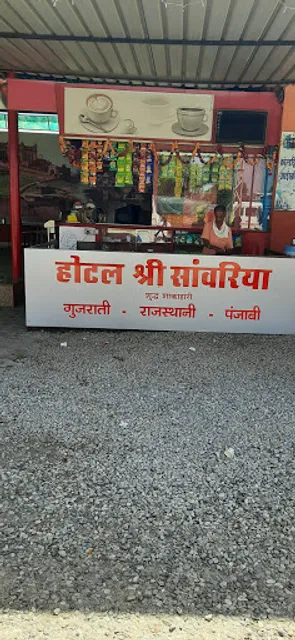 होटल श्री सांवरिया
शुद्ध शाकाहारी
गुजराती - राजस्थानी - पंजाबी